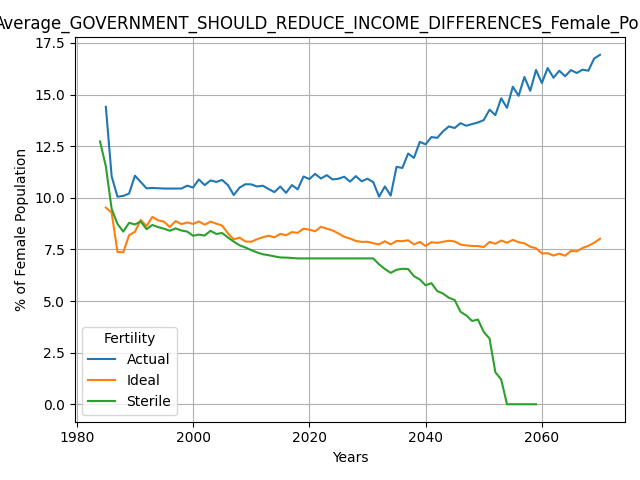 Average_GOVERNMENT_SHOULD_REDUCE_INCOME_DIFFERENCES_Female_Po
17.5
15.0
12.5
10.0
7.5
5.0
2.5
0.0
% of Female Population
Fertility
Actual
Ideal
Sterile
1980 2000 2020 2040 2060
Years